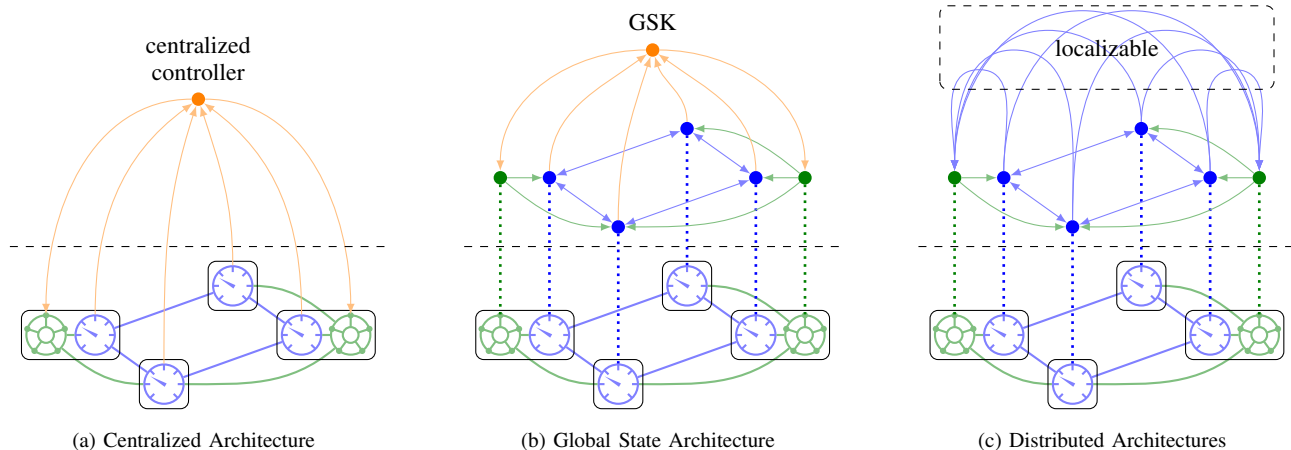 centralized
controller
GSK
localizable
(a) Centralized Architecture
(b) Global State Architecture
(c) Distributed Architectures